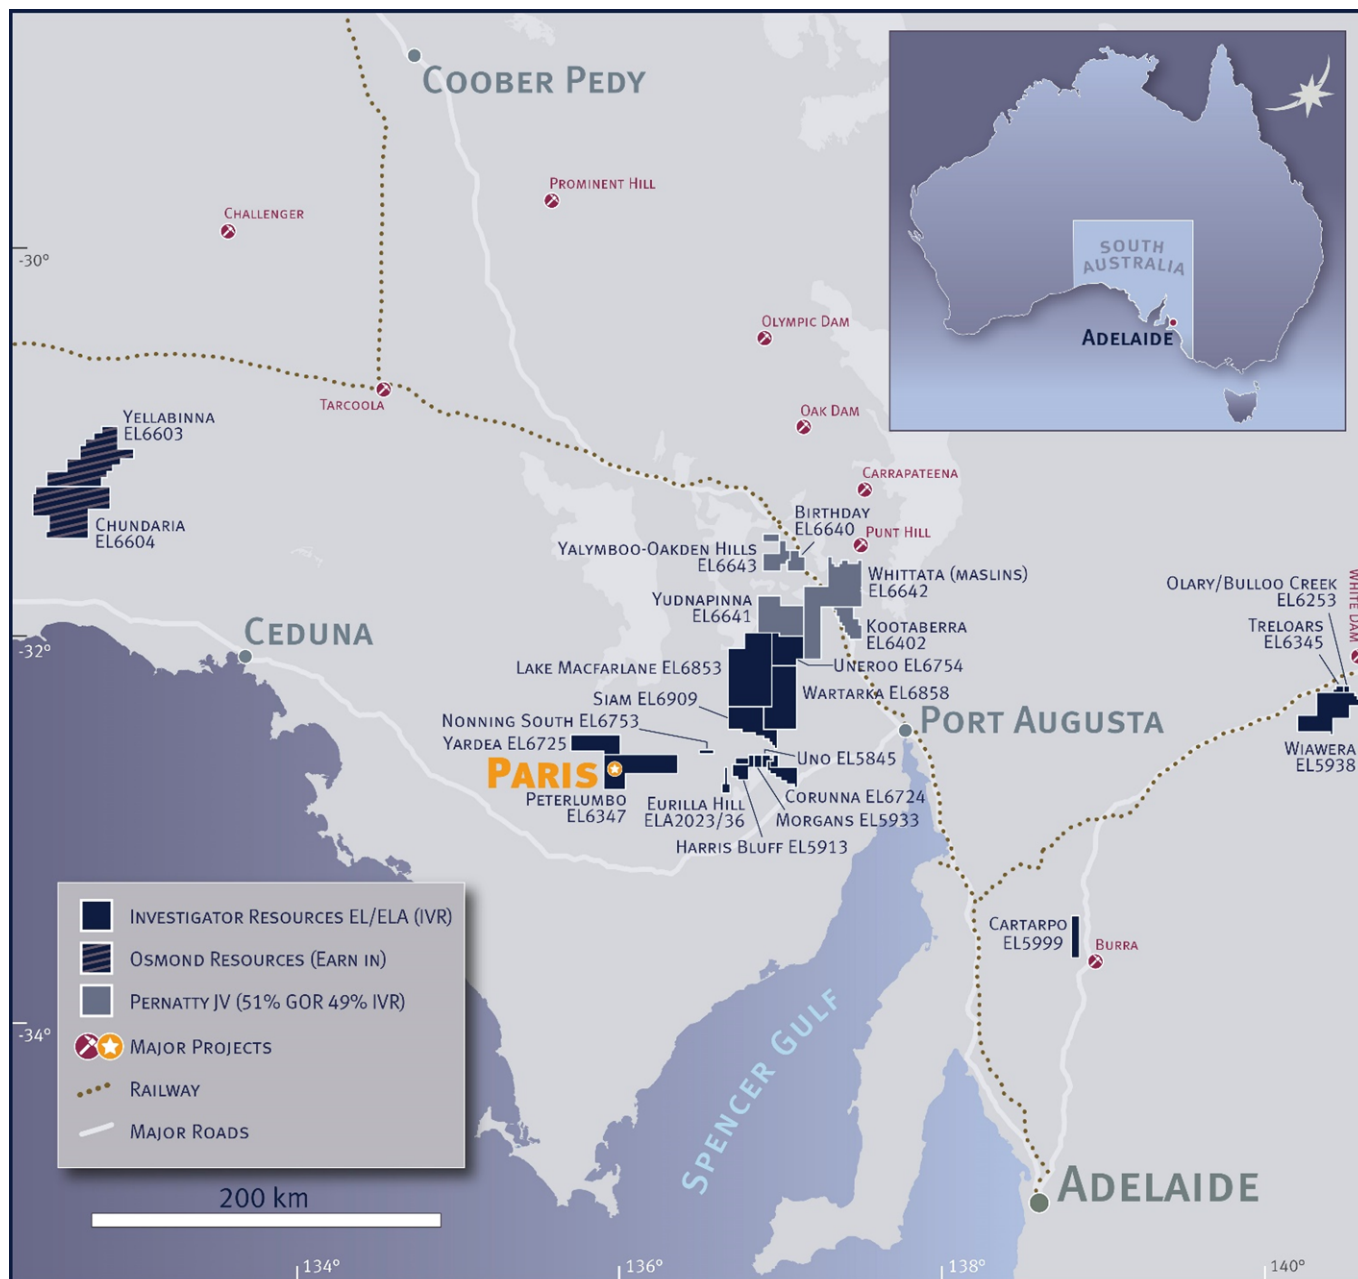 Coober Pedy
Prominent Hill
Challenger
-30°
South
Australia
Adelaide
Olympic Dam
Tarcoola
Oak Dam
Yellabinna
EL6603
Carrapateena
Chundaria
EL6604
Birthday
EL6640
Punt Hill
Yalymboo-Oakden Hills
EL6643
Whittata (Maslins)
EL6642
Olary/Bulloo Creek
EL6253
White Dam
Yudnapinna
EL6641
Kootaberra
EL6402
Treloars
EL6345
Ceduna
-32°
Lake Macfarlane EL6853
Uneroo EL6754
Siam EL6909
Wartarka EL6858
Nonning South EL6753
Port Augusta
Yardea EL6725
Uno EL5845
Wiawera
EL5938
Paris
Peterlumbo
EL6347
Eurilla Hill
ELA2023/36
Corunna EL6724
Morgans EL5933
Harris Bluff EL5913
Investigator Resources EL/ELA (IVR)
Osmond Resources (Earn in)
Pernatty JV (51% GOR 49% IVR)
Major Projects
Railway
Major Roads
Cartarpo
EL5999
Burra
-34°
Spencer Gulf
200 km
Adelaide
134°
136°
138°
140°